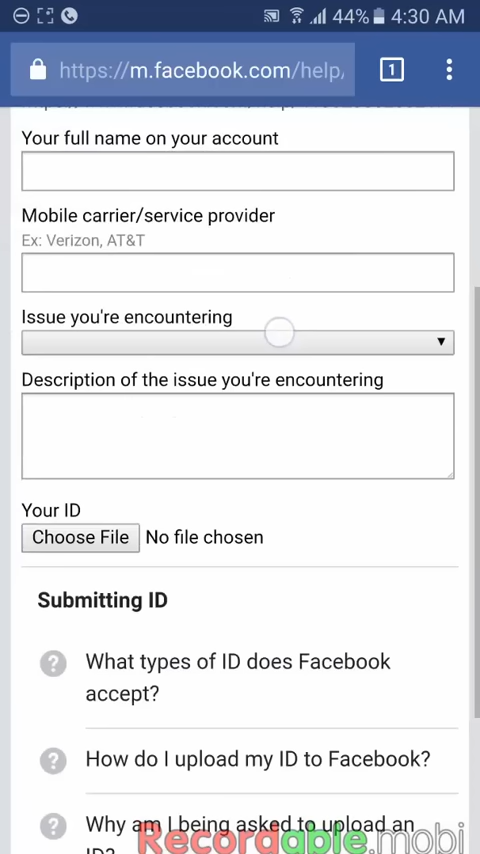 44% 4:30 AM
https://m.facebook.com/help/
1
Your full name on your account
Mobile carrier/service provider
Ex: Verizon, AT&T
Issue you're encountering
Description of the issue you're encountering
Your ID
Choose File No file chosen
Submitting ID
? What types of ID does Facebook
accept?
? How do I upload my ID to Facebook?
? Why am I being asked to upload an
ID?
Recordable.mobi